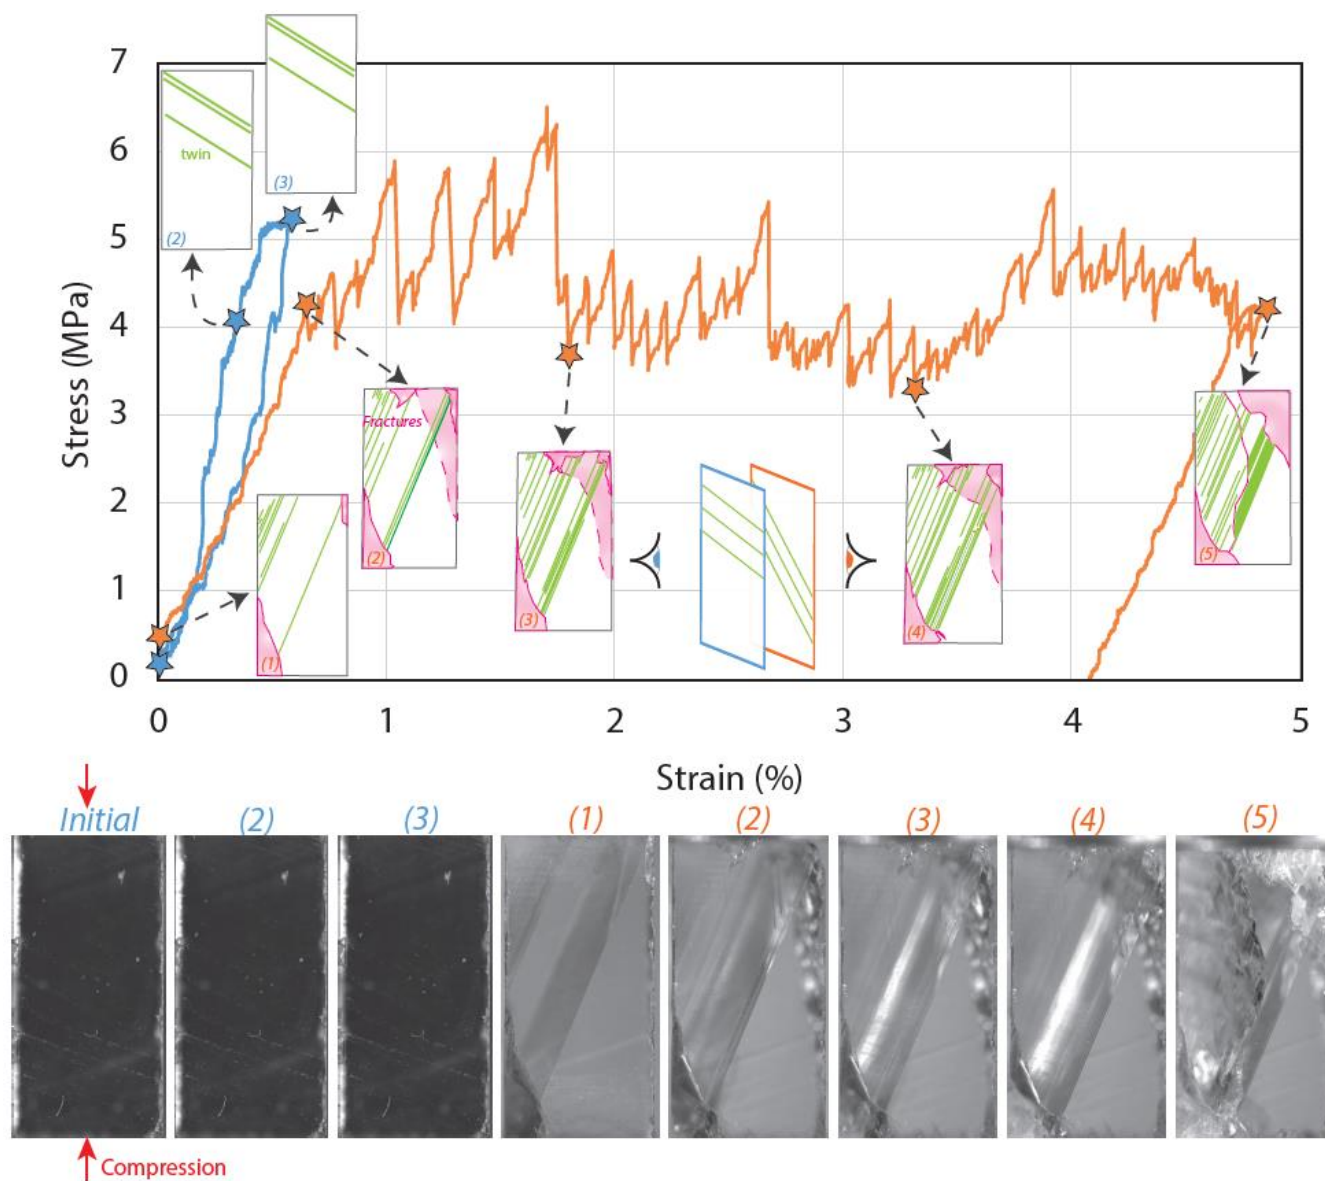 7
6
5
4
3
2
1
0
Stress (MPa)
twin
(2)
(3)
Fractures
(1)
(2)
(3)
(4)
(5)
0 1 2 3 4 5
Strain (%)
Initial (2) (3) (1) (2) (3) (4) (5)
Compression